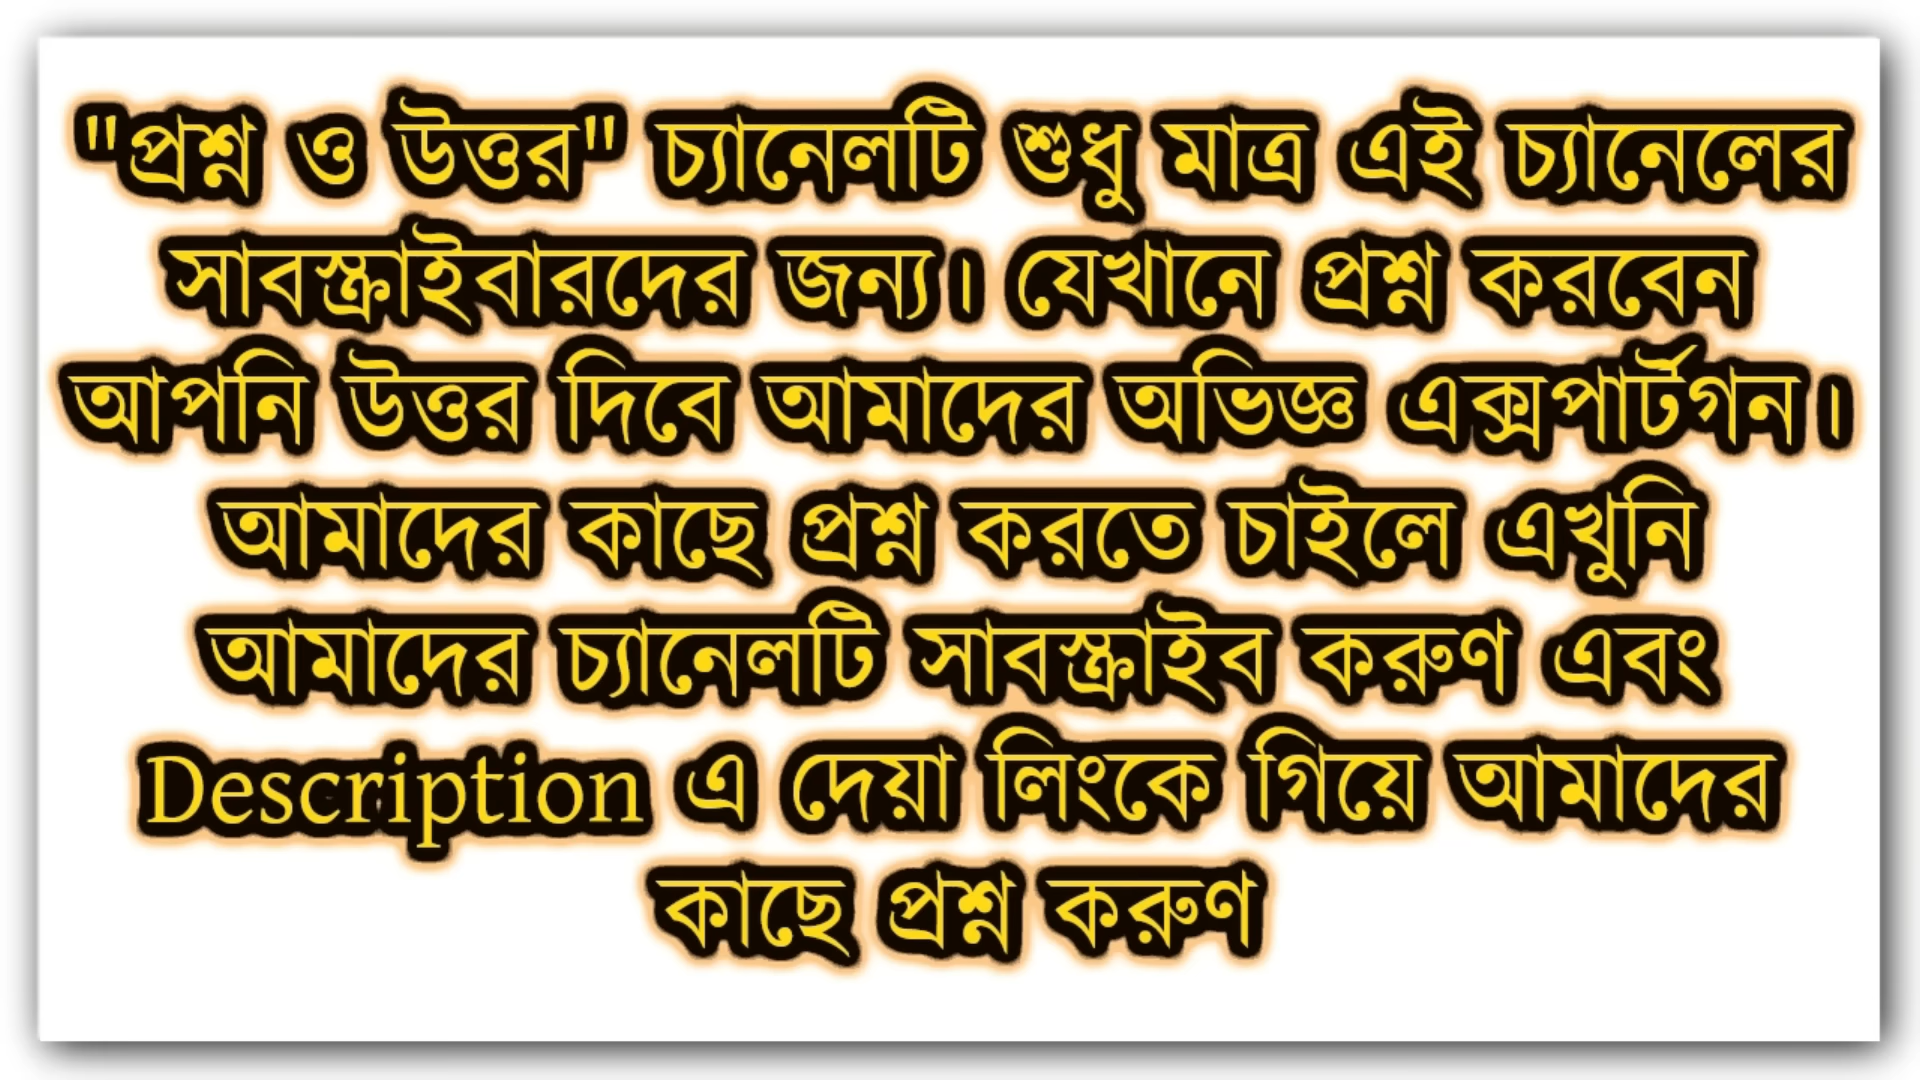 "প্রশ্ন ও উত্তর" চ্যানেলটি শুধু মাত্র এই চ্যানেলের
সাবস্ক্রাইবারদের জন্য। যেখানে প্রশ্ন করবেন
আপনি উত্তর দিবে আমাদের অভিজ্ঞ এক্সপার্টগন।
আমাদের কাছে প্রশ্ন করতে চাইলে এখুনি
আমাদের চ্যানেলটি সাবস্ক্রাইব করুণ এবং
Description এ দেয়া লিংকে গিয়ে আমাদের
কাছে প্রশ্ন করুণ